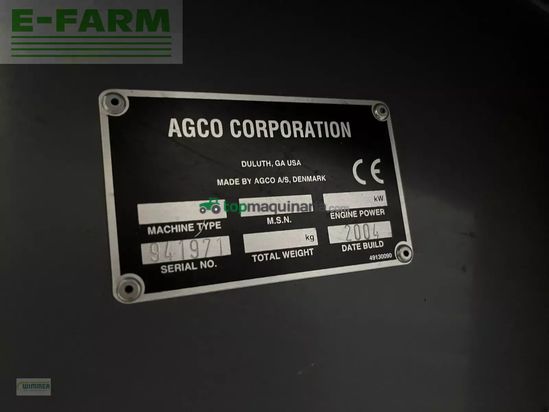 E-FARM
AGCO CORPORATION
DULUTH, GA USA
MADE BY AGCO A/S, DENMARK
CE
kW
topmaquinaria.com
MACHINE TYPE
M.S.N.
ENGINE POWER
941971
kg
2004
SERIAL NO.
TOTAL WEIGHT
DATE BUILD
49130090
WIMMER